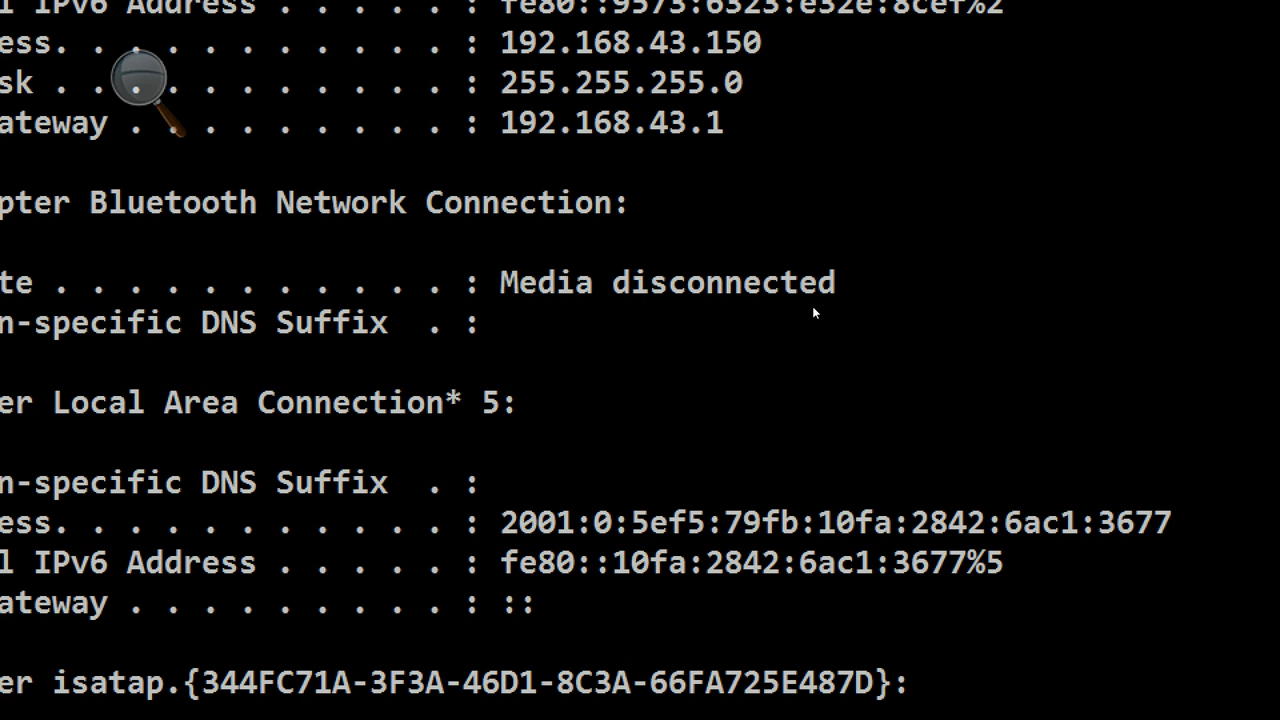 l IPv6 Address . . . . . : fe80::9573:6323:e32e:8cef%2
ess. . . . . . . . . . . : 192.168.43.150
sk . . . . . . . . . . . : 255.255.255.0
ateway . . . . . . . . . : 192.168.43.1
pter Bluetooth Network Connection:
te . . . . . . . . . . . : Media disconnected
n-specific DNS Suffix  . :
er Local Area Connection* 5:
n-specific DNS Suffix  . :
ess. . . . . . . . . . . : 2001:0:5ef5:79fb:10fa:2842:6ac1:3677
l IPv6 Address . . . . . : fe80::10fa:2842:6ac1:3677%5
ateway . . . . . . . . . : ::
er isatap.{344FC71A-3F3A-46D1-8C3A-66FA725E487D}: